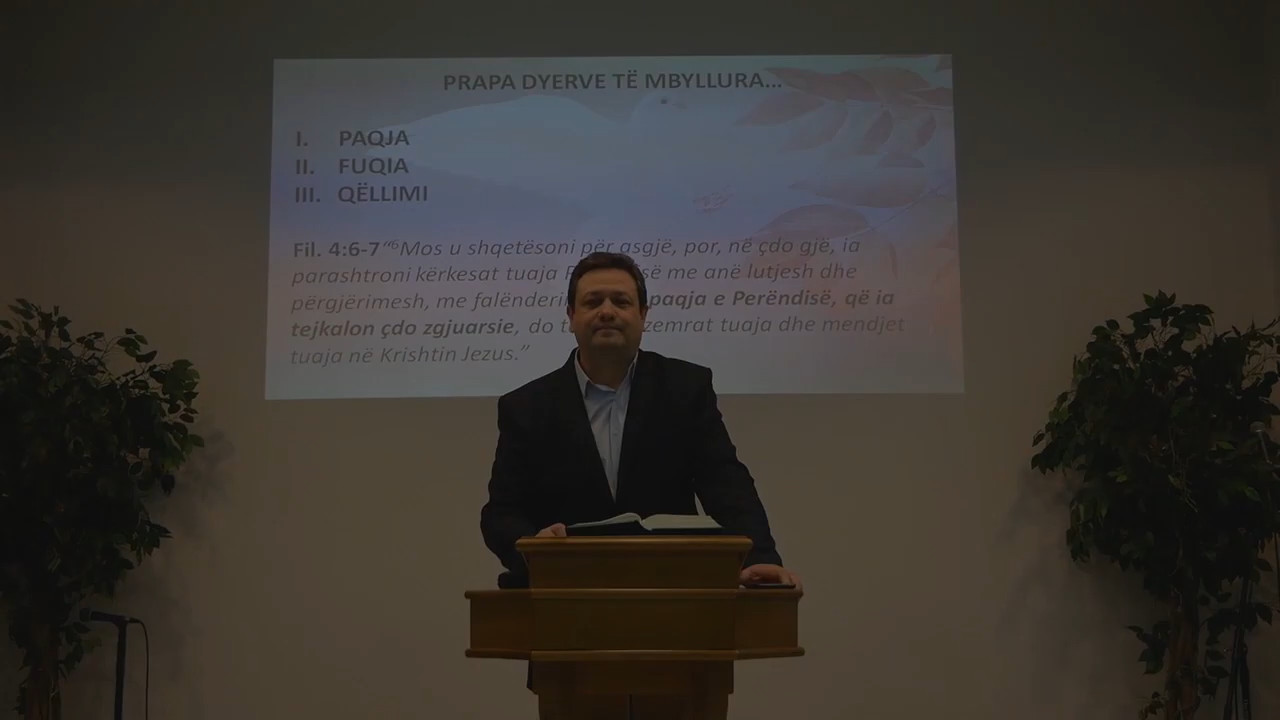 PRAPA DYERVE TË MBYLLURA...
I. PAQJA
II. FUQIA
III. QËLLIMI
Fil. 4:6-7 “⁶Mos u shqetësoni për asgjë, por, në çdo gjë, ia
parashtroni kërkesat tuaja me anë lutjesh dhe
përgjërimesh, me paqja e Perëndisë, që ia
tejkalon çdo zgjuarsie, do zemrat tuaja dhe mendjet
tuaja në Krishtin Jezus.”